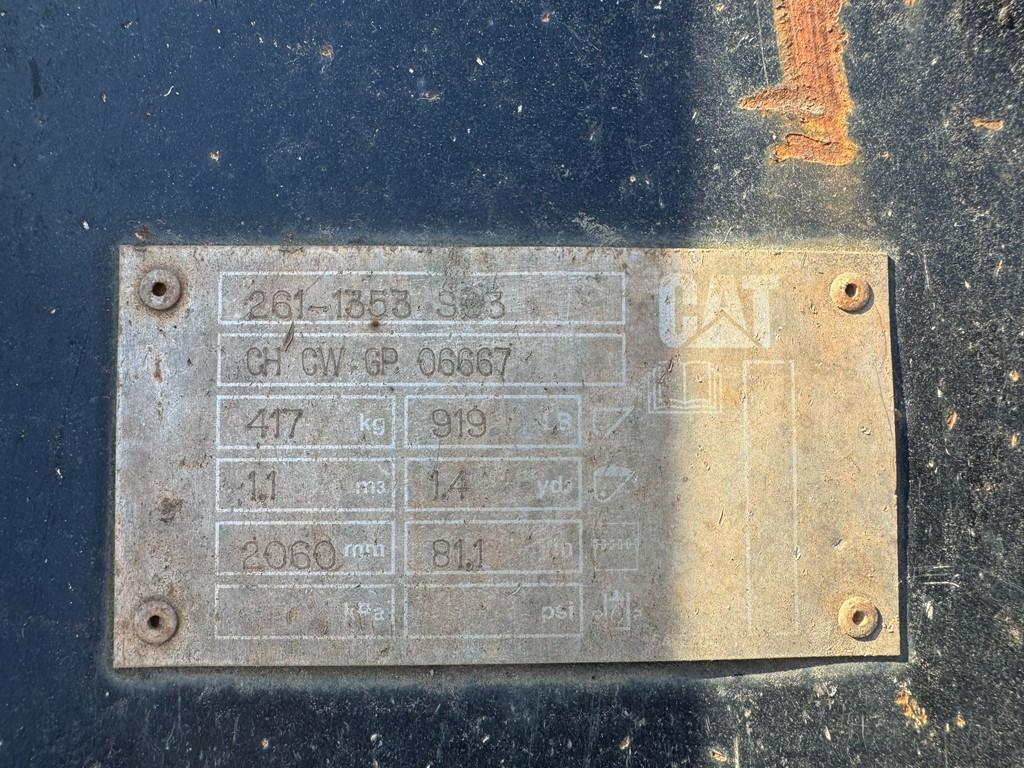 261-1353
CAT
CH CW GP 06667
417 kg 919
1.1 m3 1.4 yd3
2060 mm 81.1 in
kPa psi